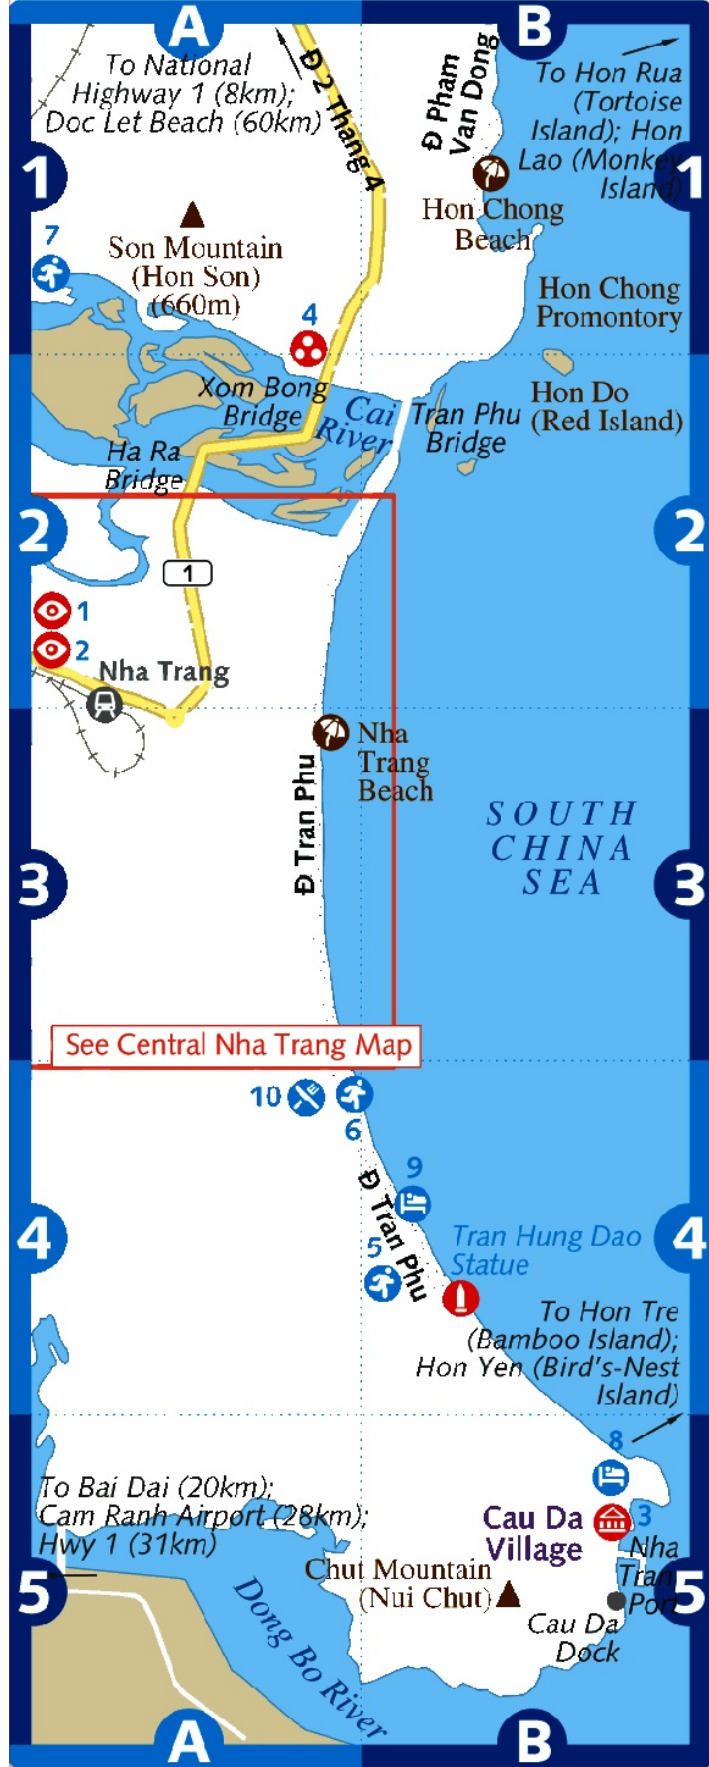 A
B
To National
Highway 1 (8km);
Doc Let Beach (60km)
Đ 2 Thang 4
Đ Pham
Van Dong
To Hon Rua
(Tortoise
Island); Hon
Lao (Monkey
Island)
1
1
Hon Chong
Beach
7
Son Mountain
(Hon Son)
(660m)
Hon Chong
Promontory
4
Xom Bong
Bridge
Cai
River
Tran Phu
Bridge
Hon Do
(Red Island)
Ha Ra
Bridge
2
2
1
1
2
Nha Trang
Nha
Trang
Beach
Đ Tran Phu
SOUTH
CHINA
SEA
3
3
See Central Nha Trang Map
10
6
9
Đ Tran Phu
5
4
4
Tran Hung Dao
Statue
To Hon Tre
(Bamboo Island);
Hon Yen (Bird's-Nest
Island)
8
To Bai Dai (20km);
Cam Ranh Airport (28km);
Hwy 1 (31km)
Cau Da
Village
3
Nha
Trang
Port
5
5
Chut Mountain
(Nui Chut)
Cau Da
Dock
Dong Bo River
A
B